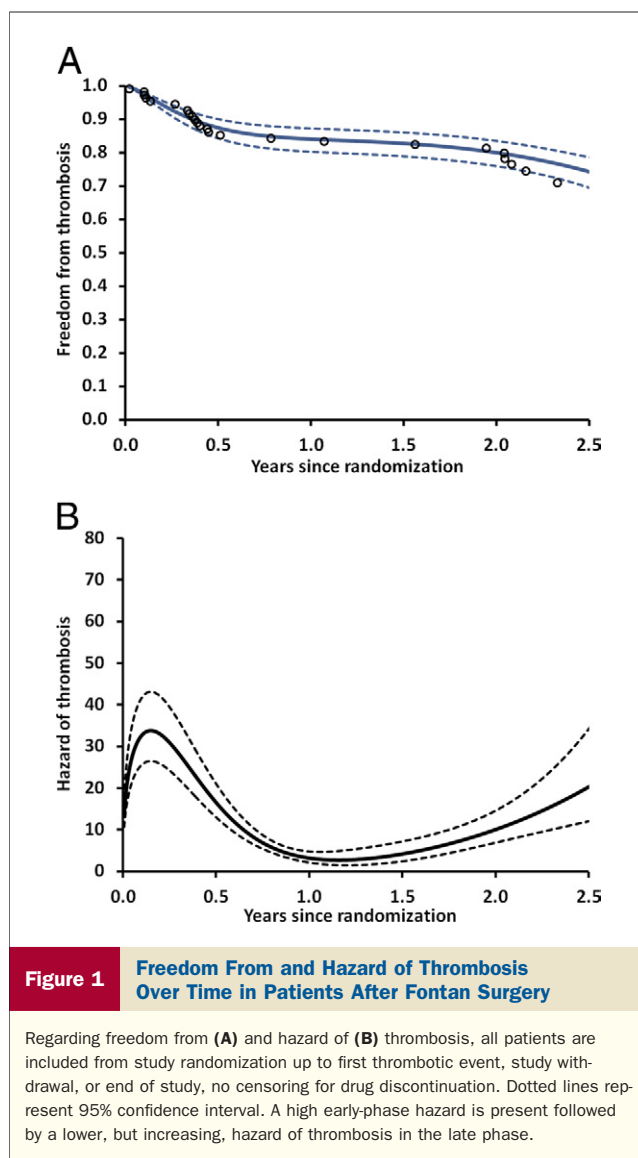 A
1.0
0.9
0.8
0.7
0.6
0.5
0.4
0.3
0.2
0.1
0.0
Freedom from thrombosis
0.0 0.5 1.0 1.5 2.0 2.5
Years since randomization
B
80
70
60
50
40
30
20
10
0
Hazard of thrombosis
0.0 0.5 1.0 1.5 2.0 2.5
Years since randomization
Figure 1
Freedom From and Hazard of Thrombosis
Over Time in Patients After Fontan Surgery
Regarding freedom from (A) and hazard of (B) thrombosis, all patients are
included from study randomization up to first thrombotic event, study with-
drawal, or end of study, no censoring for drug discontinuation. Dotted lines rep-
resent 95% confidence interval. A high early-phase hazard is present followed
by a lower, but increasing, hazard of thrombosis in the late phase.